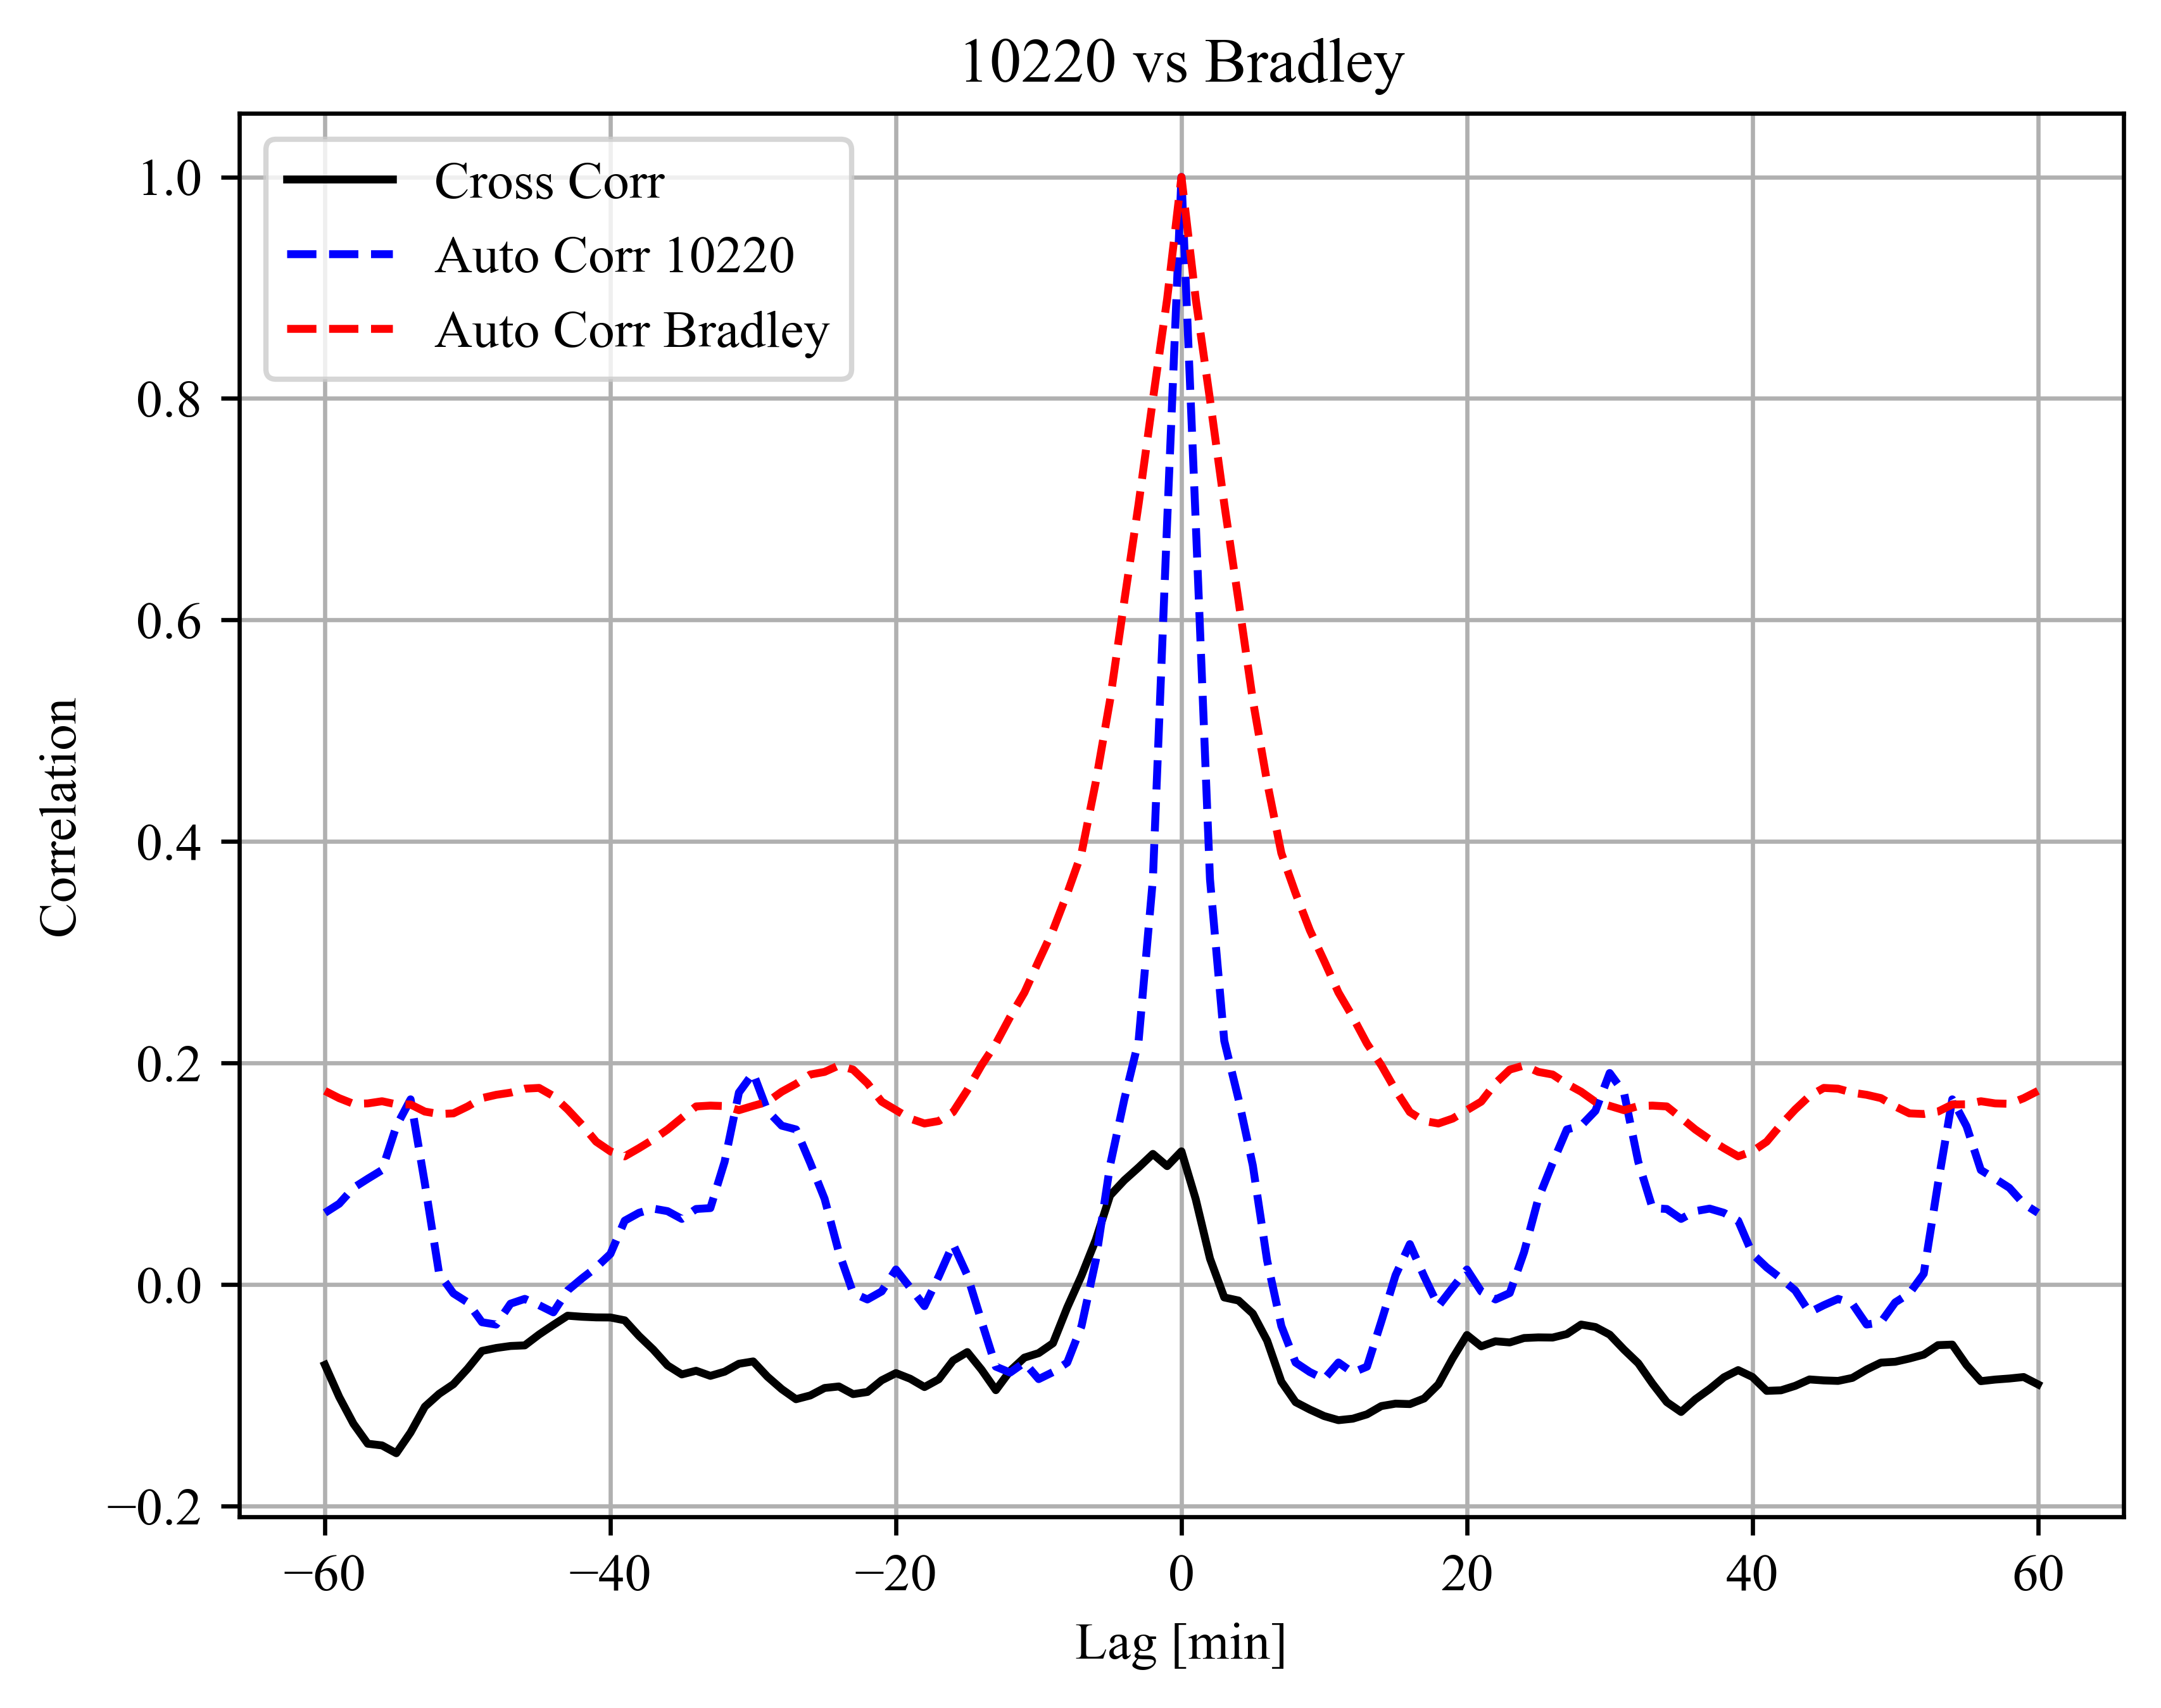 10220 vs Bradley
Cross Corr
Auto Corr 10220
Auto Corr Bradley
1.0
0.8
0.6
0.4
0.2
0.0
−0.2
Correlation
−60 −40 −20 0 20 40 60
Lag [min]